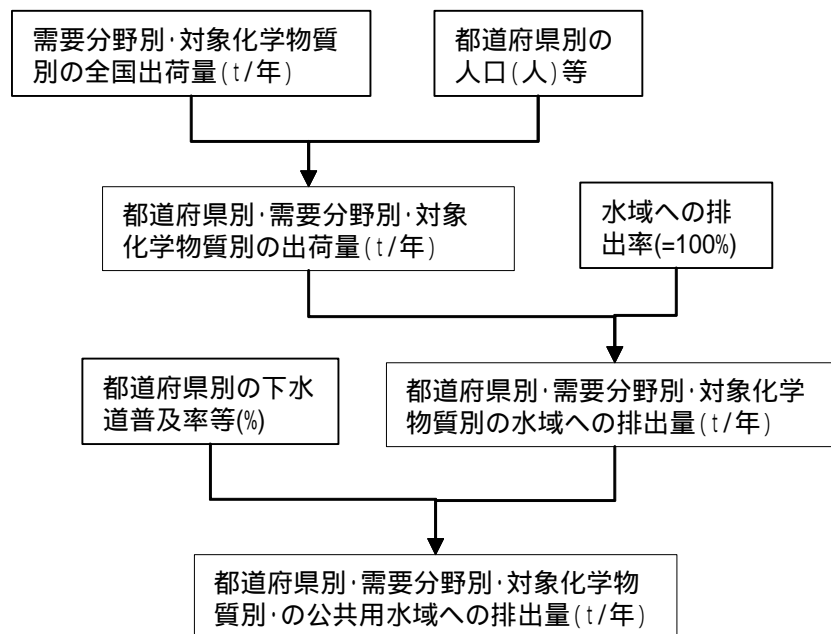 需要分野別･対象化学物質
別の全国出荷量(t/年)
都道府県別の
人口(人)等
都道府県別･需要分野別･対象
化学物質別の出荷量(t/年)
水域への排
出率(=100%)
都道府県別の下水
道普及率等(%)
都道府県別･需要分野別･対象化学
物質別の水域への排出量(t/年)
都道府県別･需要分野別･対象化学物
質別･の公共用水域への排出量(t/年)